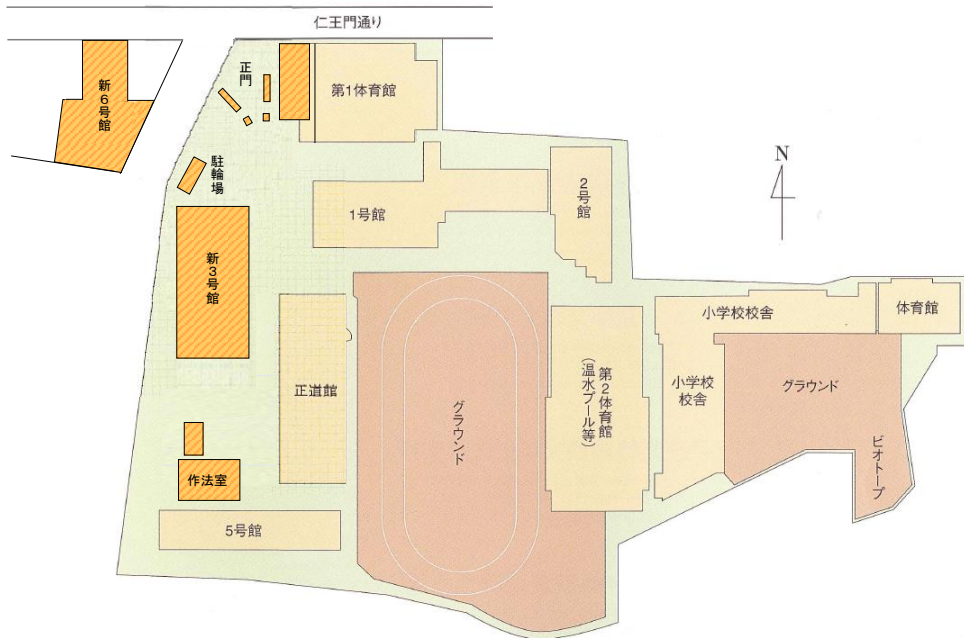 仁王門通り
正門
新6号館
第1体育館
N
駐輪場
1号館
2号館
新3号館
小学校校舎
体育館
正道館
グラウンド
第2体育館
(温水プール等)
小学校
校舎
グラウンド
ビオトープ
作法室
5号館